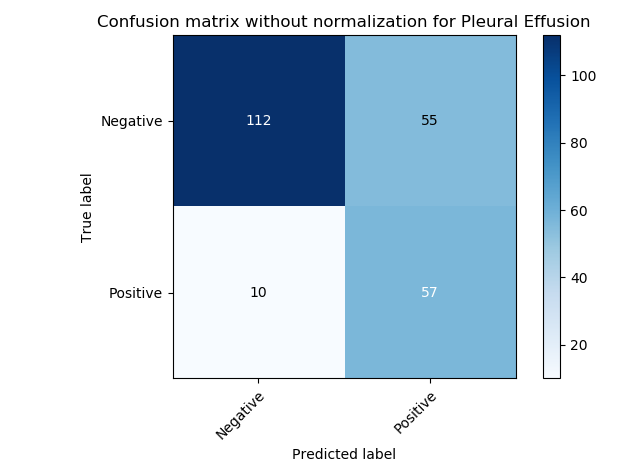 Confusion matrix without normalization for Pleural Effusion
Negative 112 55
Positive 10 57
True label
Negative Positive
Predicted label
100
80
60
40
20